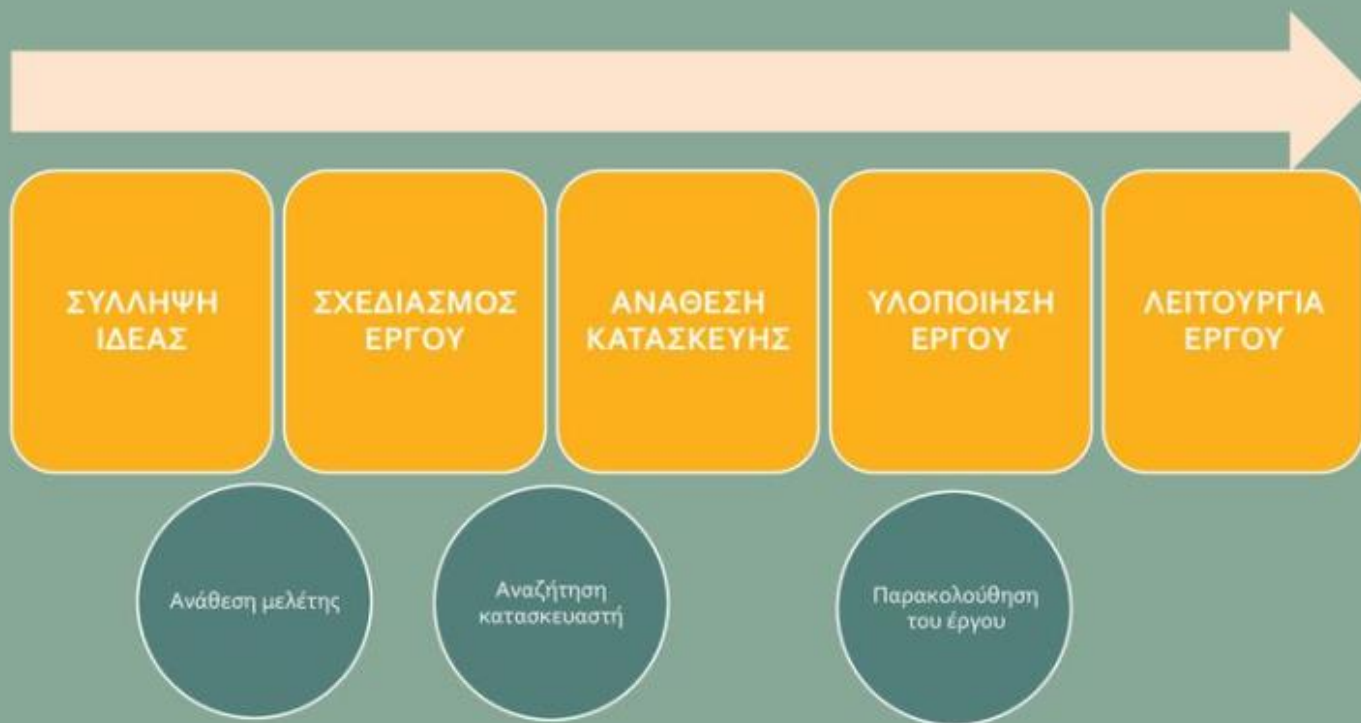 ΣΥΛΛΗΨΗ
ΙΔΕΑΣ
ΣΧΕΔΙΑΣΜΟΣ
ΕΡΓΟΥ
ΑΝΑΘΕΣΗ
ΚΑΤΑΣΚΕΥΗΣ
ΥΛΟΠΟΙΗΣΗ
ΕΡΓΟΥ
ΛΕΙΤΟΥΡΓΙΑ
ΕΡΓΟΥ
Ανάθεση μελέτης
Αναζήτηση
κατασκευαστή
Παρακολούθηση
του έργου